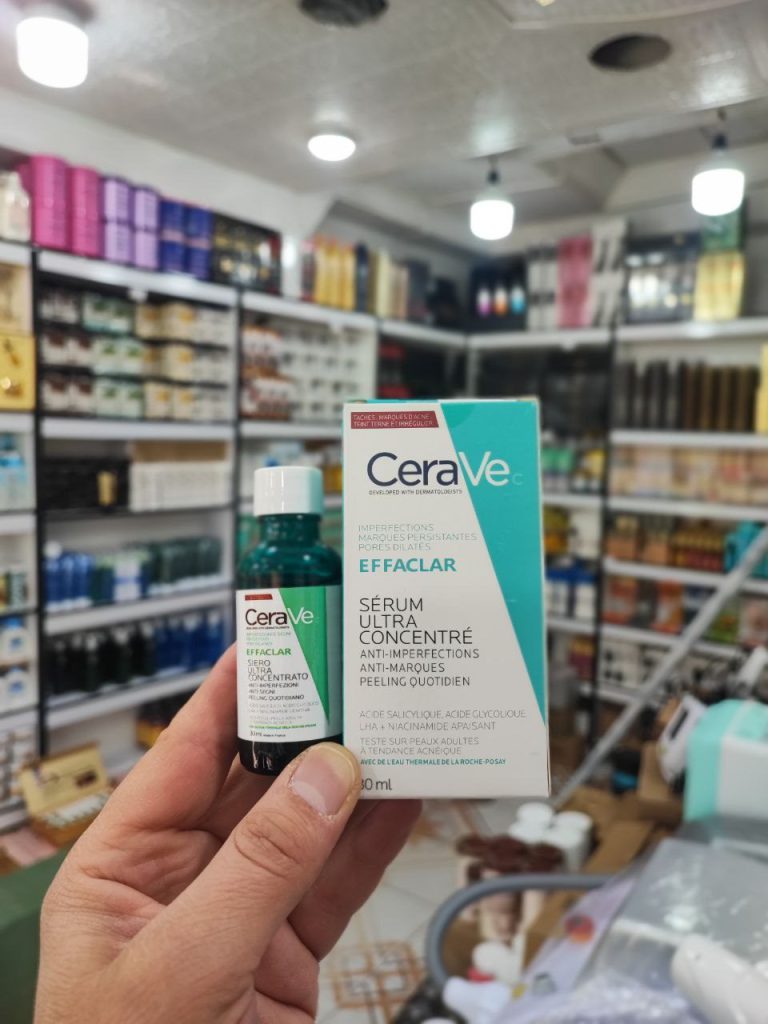 CeraVe
EFFACLAR
SIERO
ULTRA
CONCENTRATO
ANTI-IMPERFEZIONI
ANTI SEGNI
PEELING QUOTIDIANO
30 ml
TACHES, MARQUES D'ACNÉ
TEINT TERNE ET IRRÉGULIER
CeraVe c
DEVELOPED WITH DERMATOLOGISTS
IMPERFECTIONS
MARQUES PERSISTANTES
PORES DILATÉS
EFFACLAR
SÉRUM
ULTRA
CONCENTRÉ
ANTI-IMPERFECTIONS
ANTI-MARQUES
PEELING QUOTIDIEN
ACIDE SALICYLIQUE, ACIDE GLYCOLIQUE
LHA + NIACINAMIDE APAISANT
TESTE SUR PEAUX ADULTES
À TENDANCE ACNÉIQUE
AVEC DE L'EAU THERMALE DE LA ROCHE-POSAY
30 ml